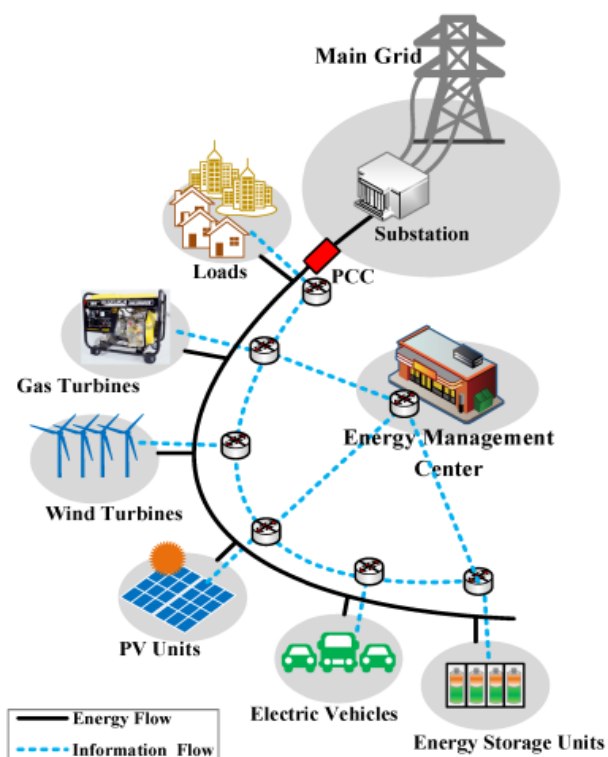 Main Grid
Substation
PCC
Loads
Gas Turbines
Energy Management
Center
Wind Turbines
PV Units
Electric Vehicles
Energy Storage Units
Energy Flow
Information Flow